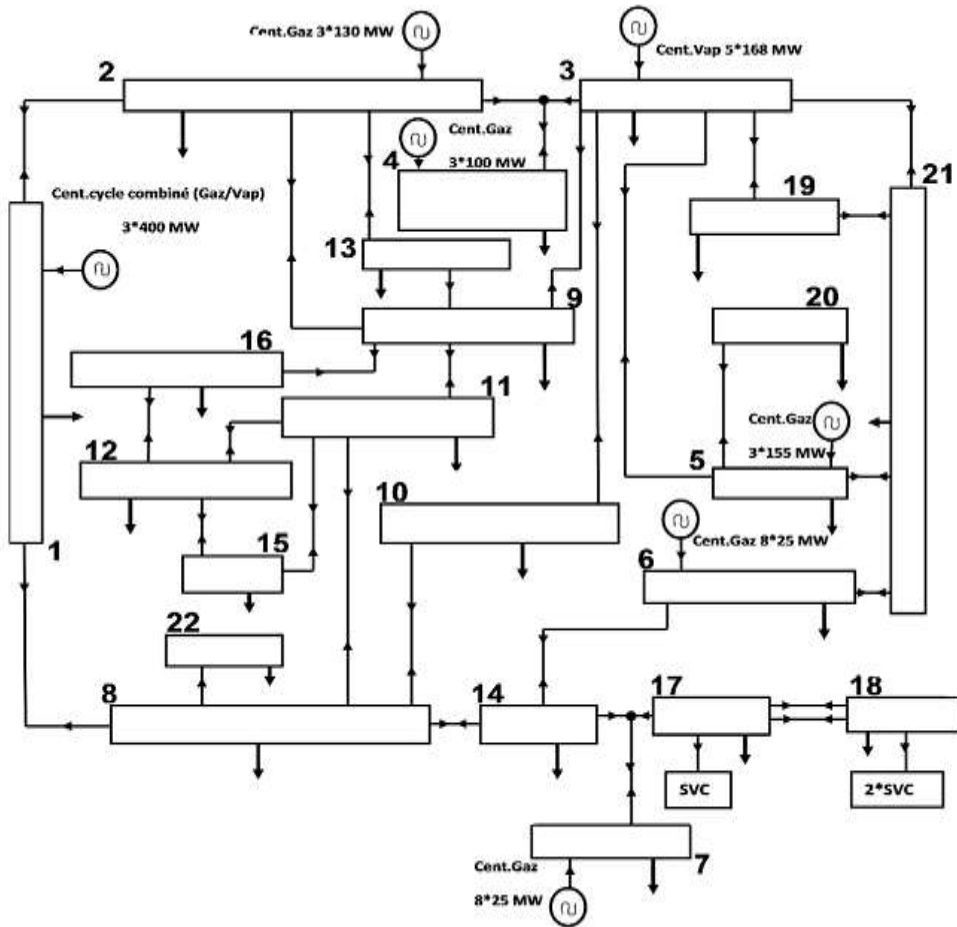 Cent.Gaz 3*130 MW
2
3
Cent.Vap 5*168 MW
Cent.Gaz
4
3*100 MW
21
Cent.cycle combiné (Gaz/Vap)
3*400 MW
19
13
9
20
16
11
Cent.Gaz
3*155 MW
12
5
10
Cent.Gaz 8*25 MW
1
15
6
22
8
14
17
18
SVC
2*SVC
7
Cent.Gaz
8*25 MW